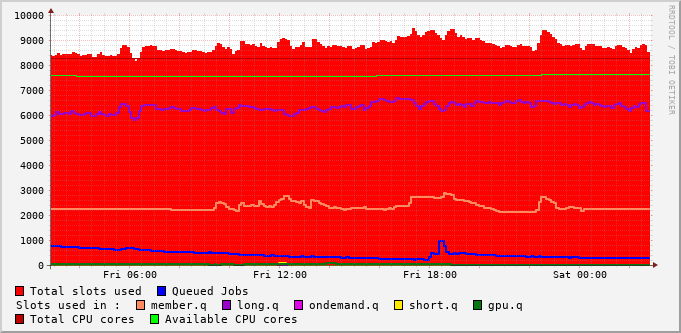 RRDTOOL / TOBI OETIKER
10000
9000
8000
7000
6000
5000
4000
3000
2000
1000
0
Fri 06:00 Fri 12:00 Fri 18:00 Sat 00:00
Total slots used Queued Jobs
Slots used in : member.q long.q ondemand.q short.q gpu.q
Total CPU cores Available CPU cores